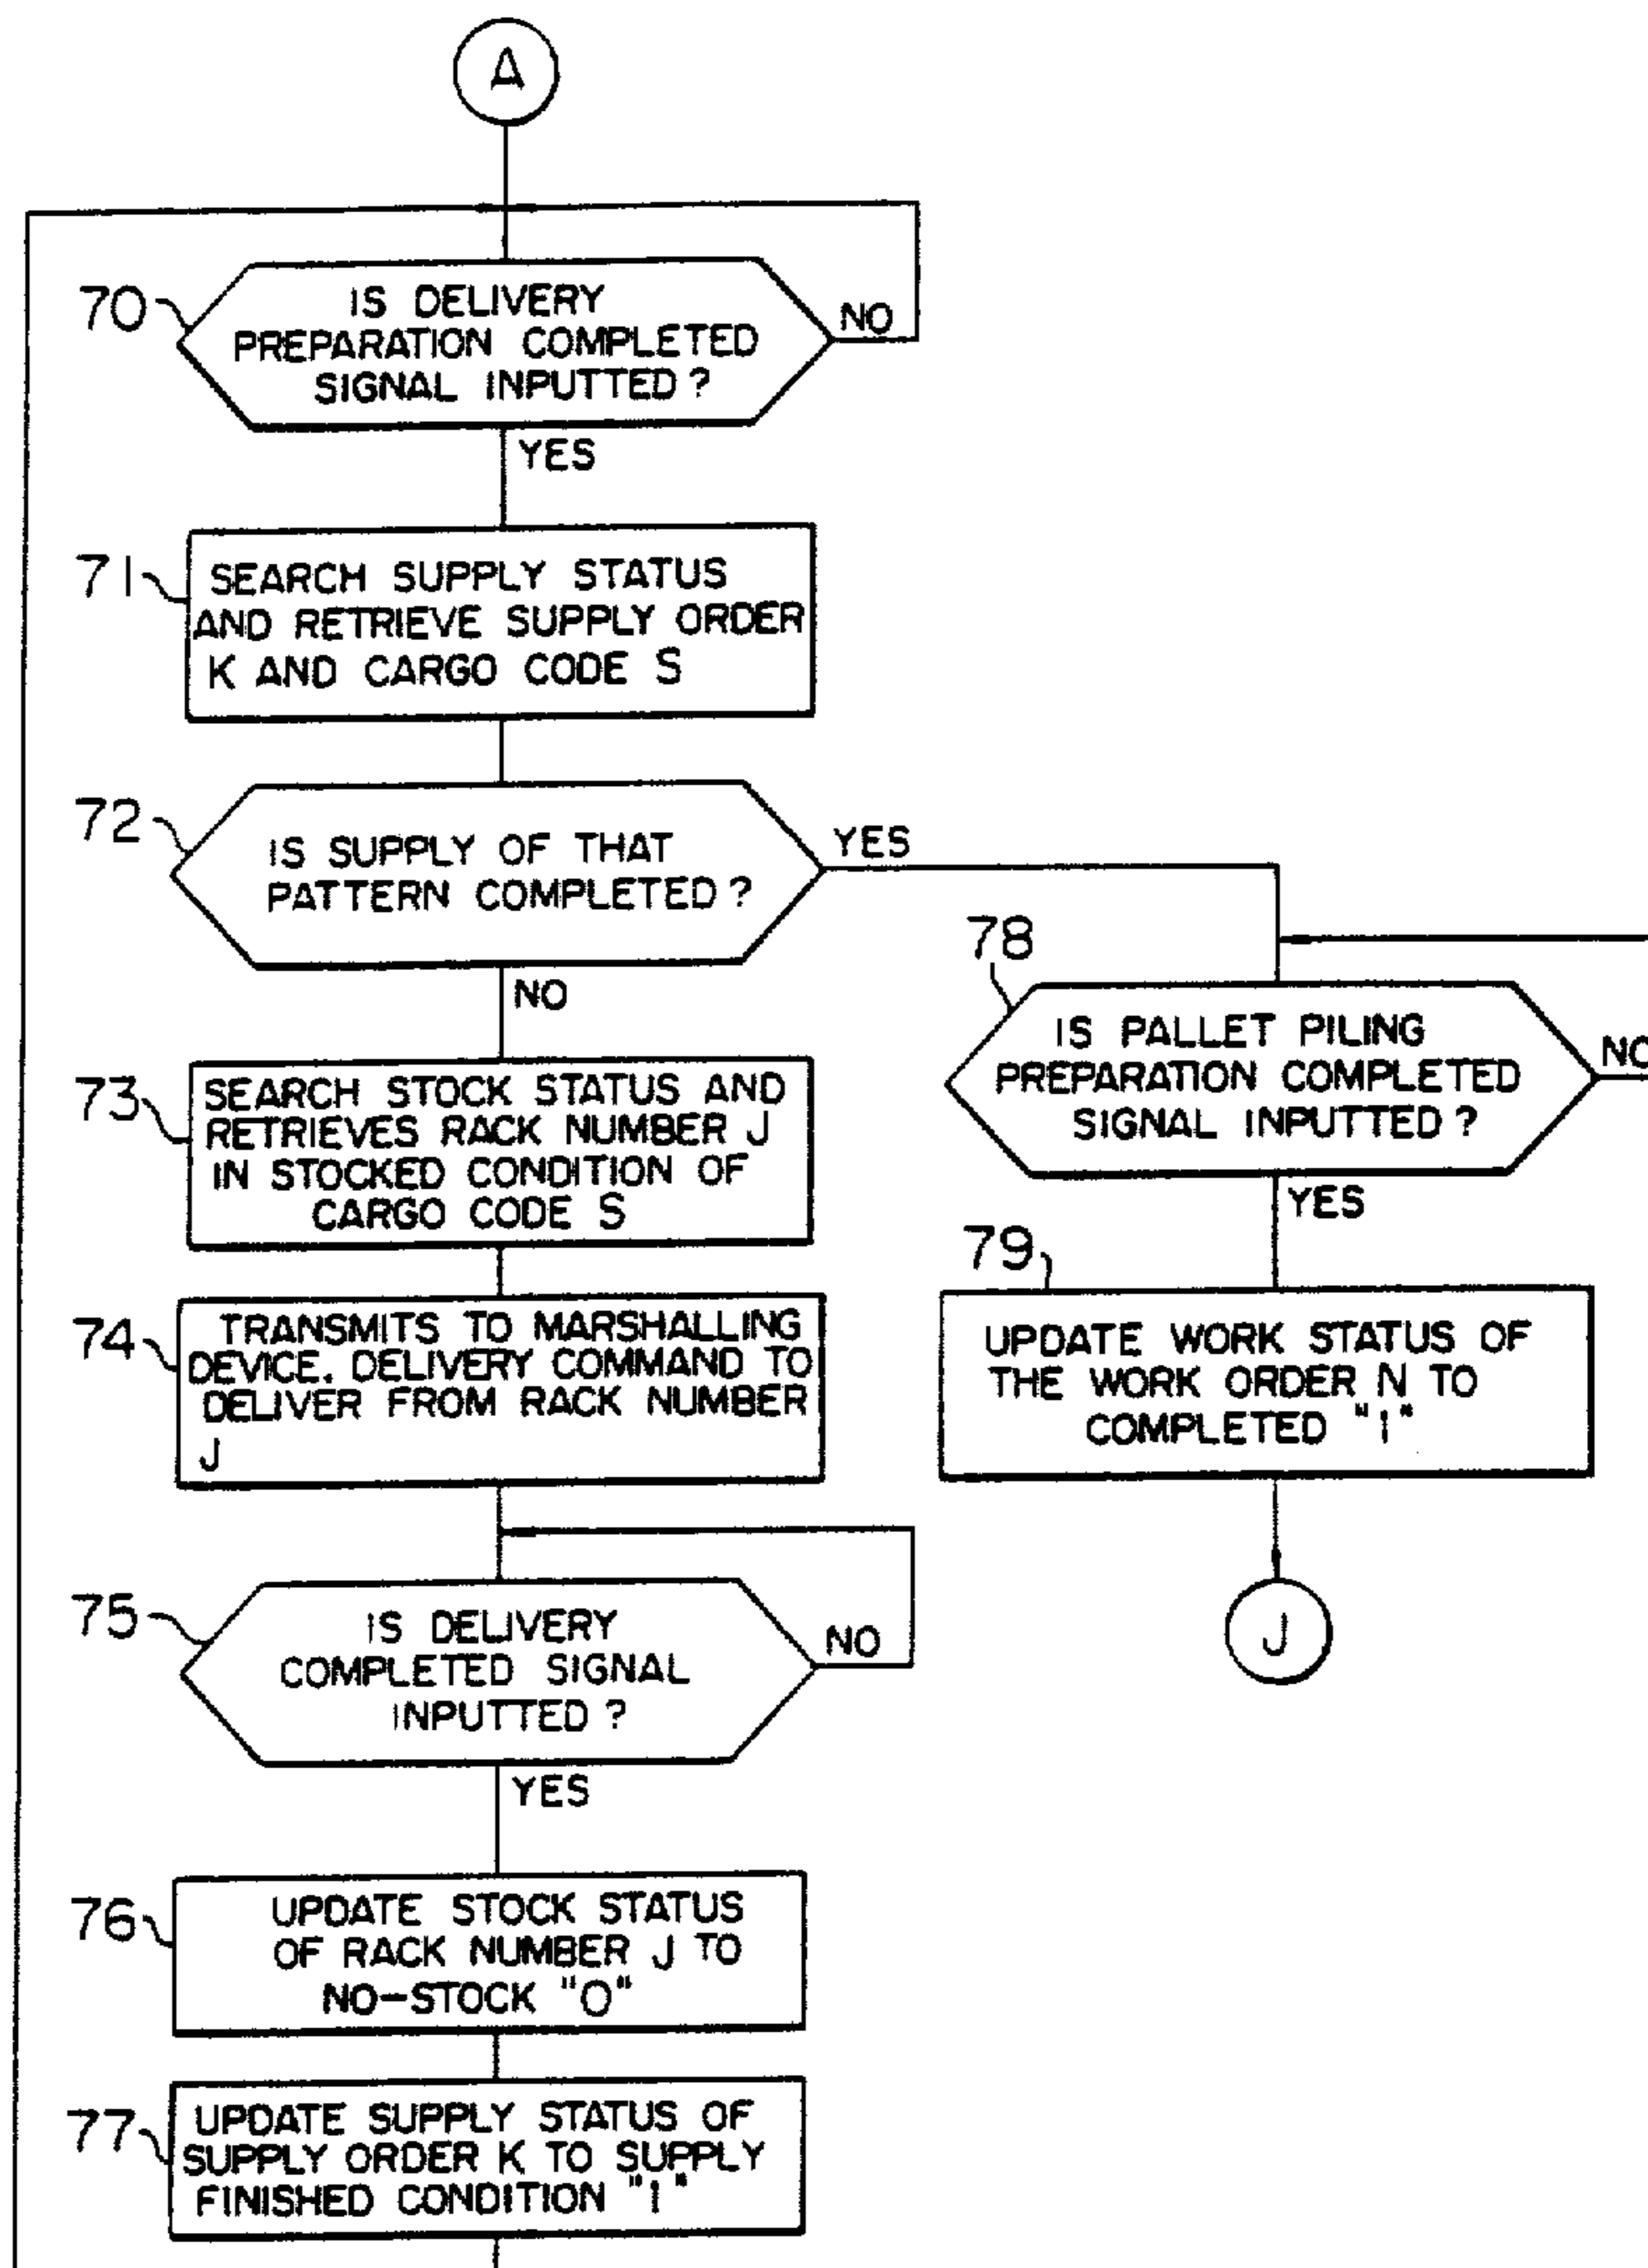 A
70
IS DELIVERY
PREPARATION COMPLETED
SIGNAL INPUTTED?
NO
YES
71
SEARCH SUPPLY STATUS
AND RETRIEVE SUPPLY ORDER
K AND CARGO CODE S
72
IS SUPPLY OF THAT
PATTERN COMPLETED?
YES
NO
73
SEARCH STOCK STATUS AND
RETRIEVES RACK NUMBER J
IN STOCKED CONDITION OF
CARGO CODE S
74
TRANSMITS TO MARSHALLING
DEVICE. DELIVERY COMMAND TO
DELIVER FROM RACK NUMBER
J
75
IS DELIVERY
COMPLETED SIGNAL
INPUTTED?
NO
YES
76
UPDATE STOCK STATUS
OF RACK NUMBER J TO
NO-STOCK "0"
77
UPDATE SUPPLY STATUS OF
SUPPLY ORDER K TO SUPPLY
FINISHED CONDITION "1"
78
IS PALLET PILING
PREPARATION COMPLETED
SIGNAL INPUTTED?
NO
YES
79
UPDATE WORK STATUS OF
THE WORK ORDER N TO
COMPLETED "1"
J